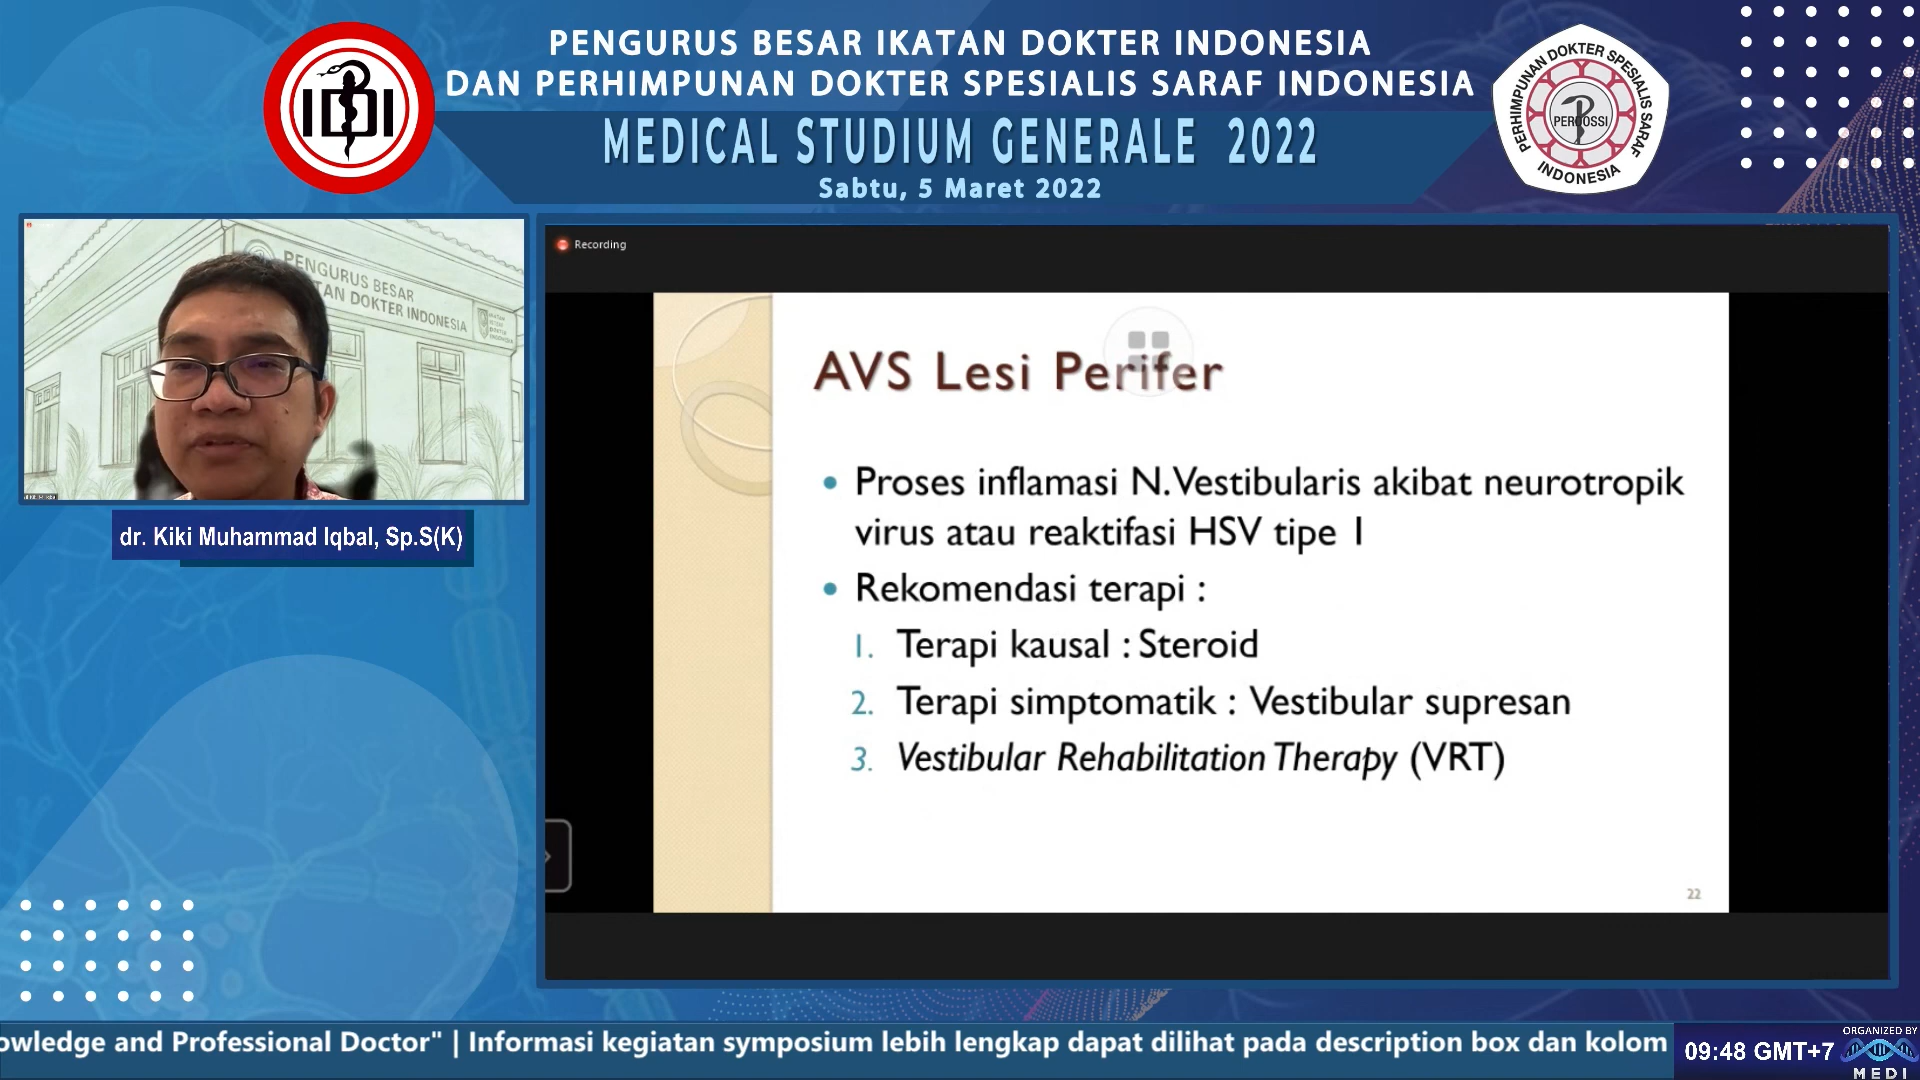 PENGURUS BESAR IKATAN DOKTER INDONESIA
DAN PERHIMPUNAN DOKTER SPESIALIS SARAF INDONESIA
MEDICAL STUDIUM GENERALE 2022
Sabtu, 5 Maret 2022
IDI
PERHIMPUNAN DOKTER SPESIALIS SARAF
PERDOSSI
INDONESIA
PENGURUS BESAR
TAN DOKTER INDONESIA
dr. Kiki Muhammad Iqbal, Sp.S(K)
Recording
AVS Lesi Perifer
• Proses inflamasi N.Vestibularis akibat neurotropik
virus atau reaktifasi HSV tipe 1
• Rekomendasi terapi :
1. Terapi kausal : Steroid
2. Terapi simptomatik : Vestibular supresan
3. Vestibular Rehabilitation Therapy (VRT)
22
owledge and Professional Doctor" | Informasi kegiatan symposium lebih lengkap dapat dilihat pada description box dan kolom
09:48 GMT+7
ORGANIZED BY
MEDI